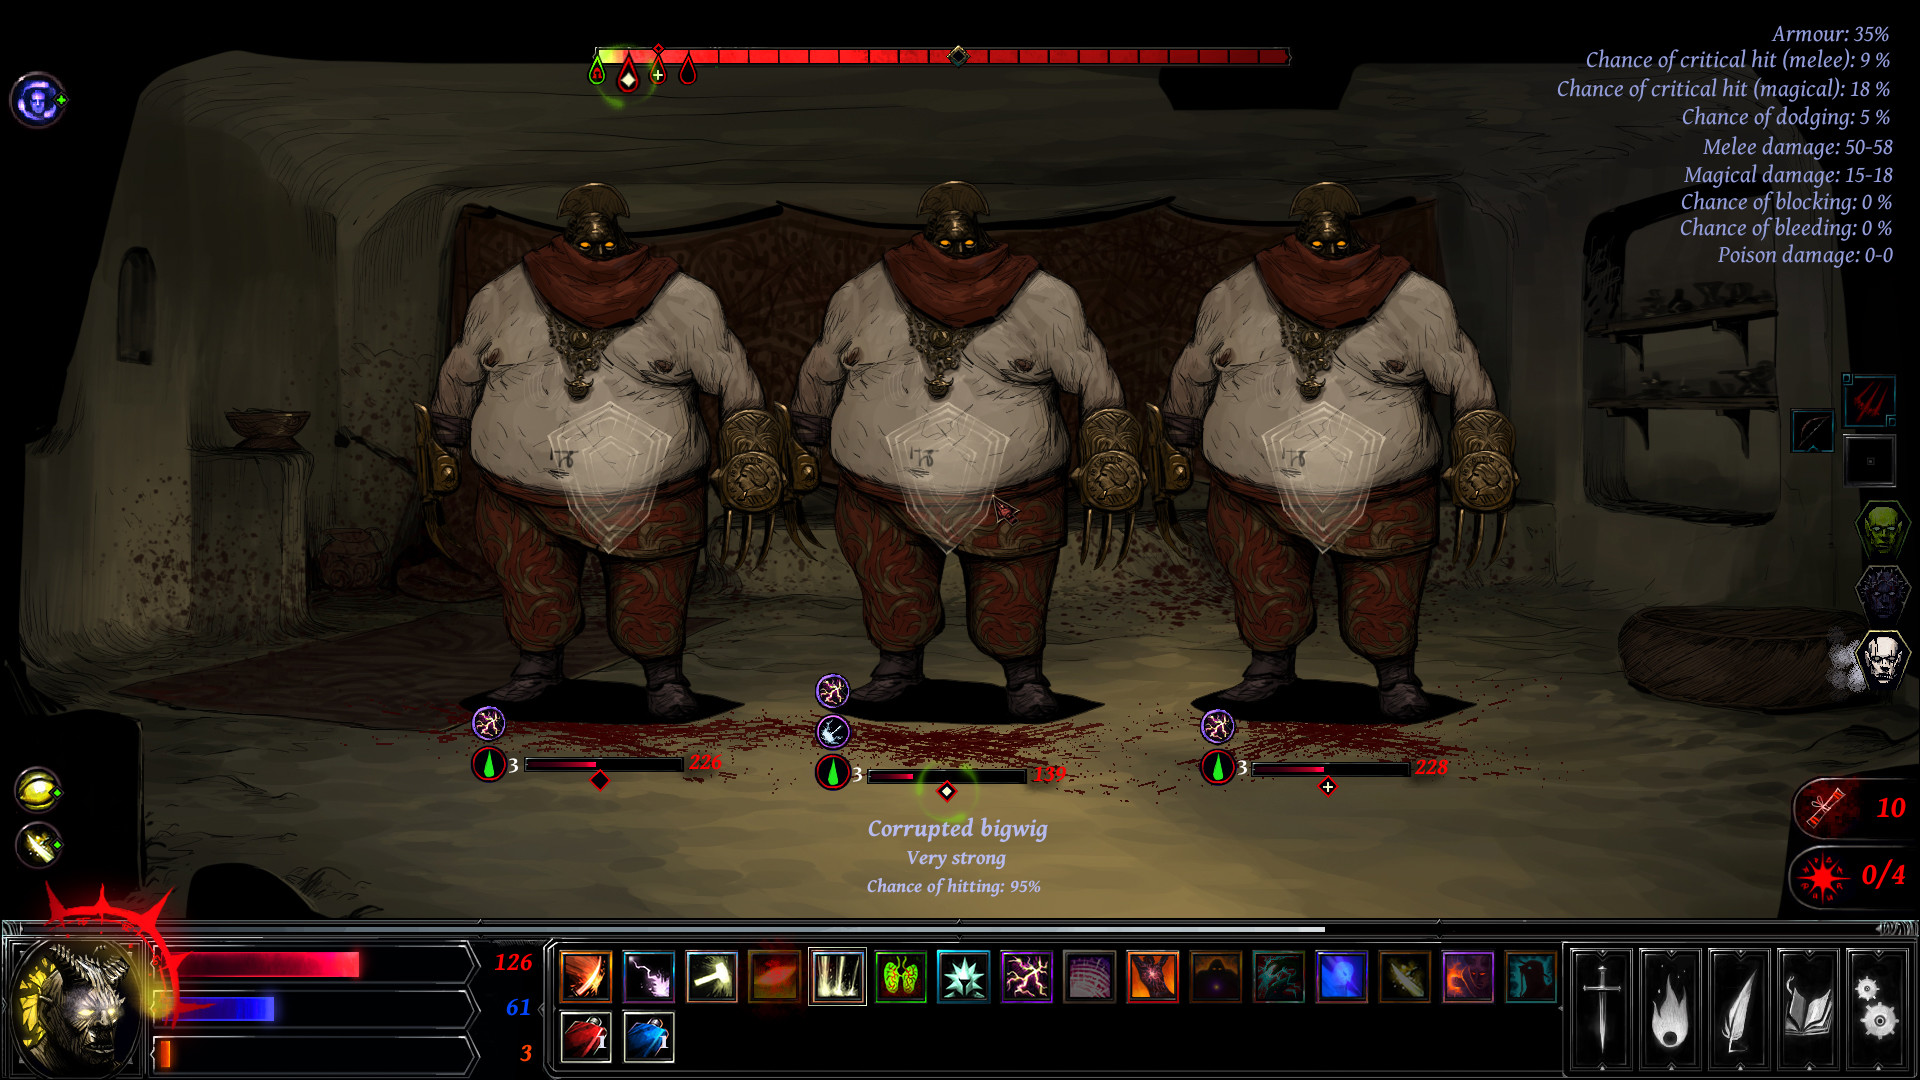 Armour: 35%
Chance of critical hit (melee): 9 %
Chance of critical hit (magical): 18 %
Chance of dodging: 5 %
Melee damage: 50-58
Magical damage: 15-18
Chance of blocking: 0 %
Chance of bleeding: 0 %
Poison damage: 0-0
3
226
3
139
3
228
Corrupted bigwig
Very strong
Chance of hitting: 95%
10
0/4
126
61
3
1
1